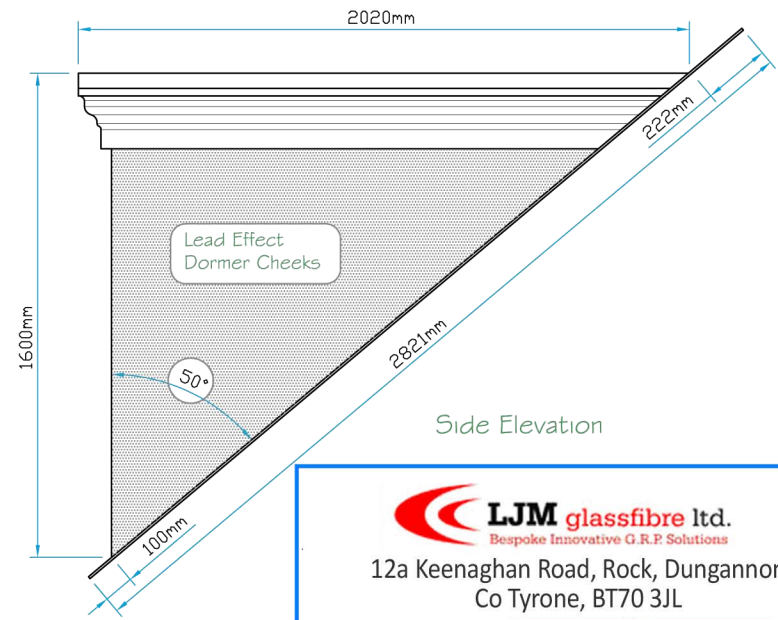 2020mm
222mm
Lead Effect
Dormer Cheeks
1600mm
2821mm
50°
Side Elevation
100mm
LJM glassfibre ltd.
Bespoke Innovative G.R.P. Solutions
12a Keenaghan Road, Rock, Dungannon
Co Tyrone, BT70 3JL